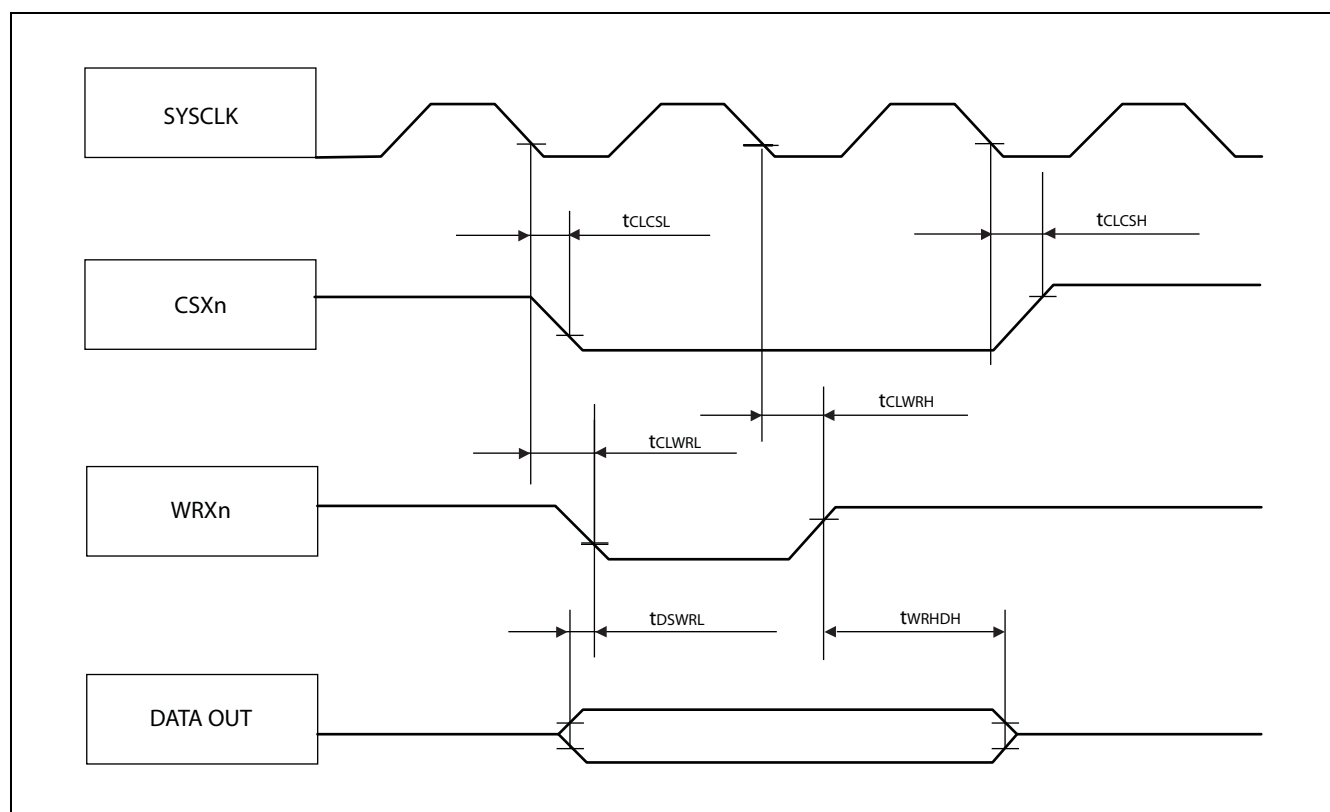 SYSCLK
tCLCSL
tCLCSH
CSXn
tCLWRH
tCLWRL
WRXn
tDSWRL
tWRHDH
DATA OUT